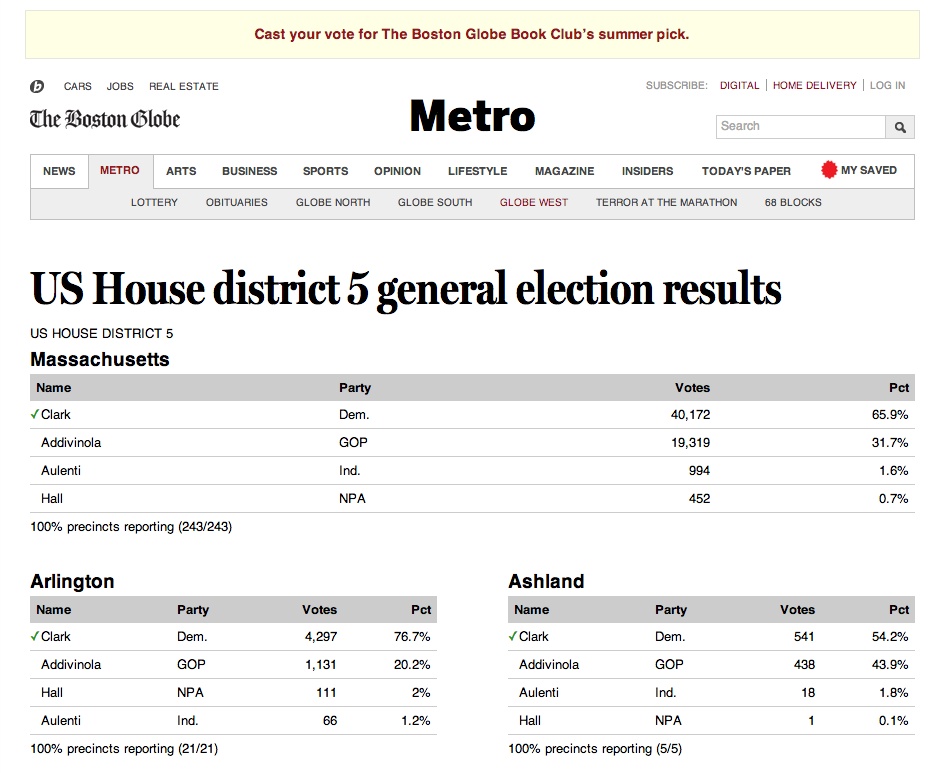 Cast your vote for The Boston Globe Book Club's summer pick.
b CARS JOBS REAL ESTATE SUBSCRIBE: DIGITAL | HOME DELIVERY | LOG IN
The Boston Globe Metro Search
NEWS METRO ARTS BUSINESS SPORTS OPINION LIFESTYLE MAGAZINE INSIDERS TODAY'S PAPER MY SAVED
LOTTERY OBITUARIES GLOBE NORTH GLOBE SOUTH GLOBE WEST TERROR AT THE MARATHON 68 BLOCKS
US House district 5 general election results
US HOUSE DISTRICT 5
Massachusetts
Name Party Votes Pct
✓ Clark Dem. 40,172 65.9%
Addivinola GOP 19,319 31.7%
Aulenti Ind. 994 1.6%
Hall NPA 452 0.7%
100% precincts reporting (243/243)
Arlington
Name Party Votes Pct
✓ Clark Dem. 4,297 76.7%
Addivinola GOP 1,131 20.2%
Hall NPA 111 2%
Aulenti Ind. 66 1.2%
100% precincts reporting (21/21)
Ashland
Name Party Votes Pct
✓ Clark Dem. 541 54.2%
Addivinola GOP 438 43.9%
Aulenti Ind. 18 1.8%
Hall NPA 1 0.1%
100% precincts reporting (5/5)